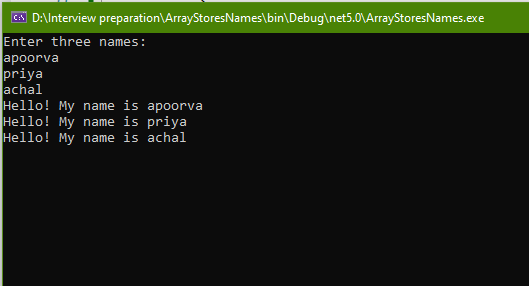 D:\Interview preparation\ArrayStoresNames\bin\Debug\net5.0\ArrayStoresNames.exe
Enter three names:
apoorva
priya
achal
Hello! My name is apoorva
Hello! My name is priya
Hello! My name is achal